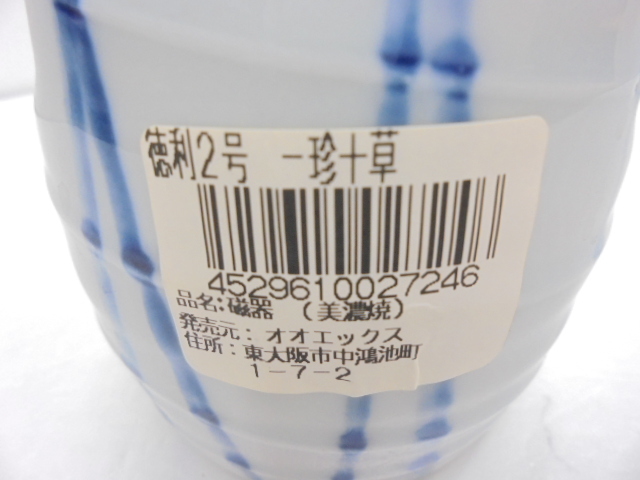 徳利2号 一珍十草
4529610027246
品名:磁器 (美濃焼)
発売元:オオエックス
住所:東大阪市中鴻池町
1-7-2